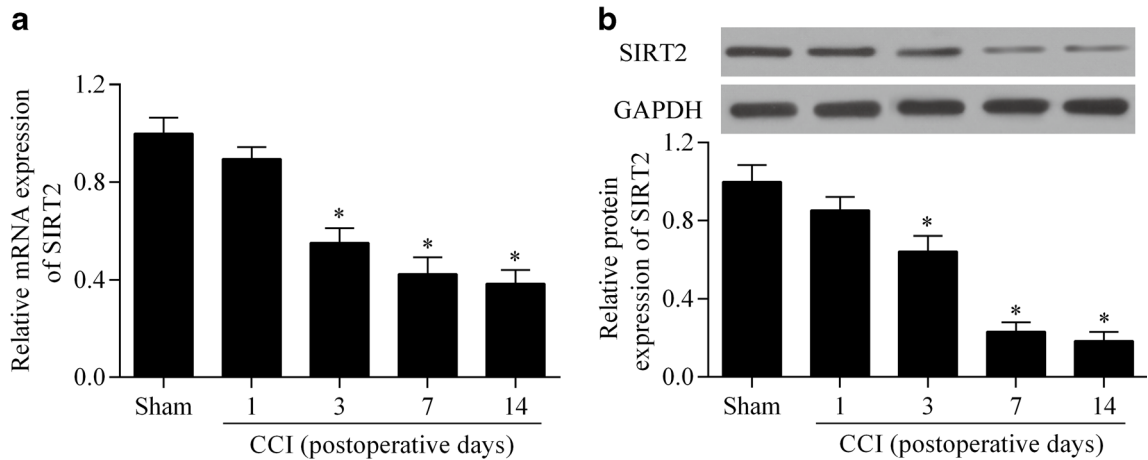 a
Relative mRNA expression
of SIRT2
1.2
0.8
0.4
0.0
*
*
*
Sham 1 3 7 14
CCI (postoperative days)
b
SIRT2
GAPDH
Relative protein
expression of SIRT2
1.2
0.8
0.4
0.0
*
*
*
Sham 1 3 7 14
CCI (postoperative days)